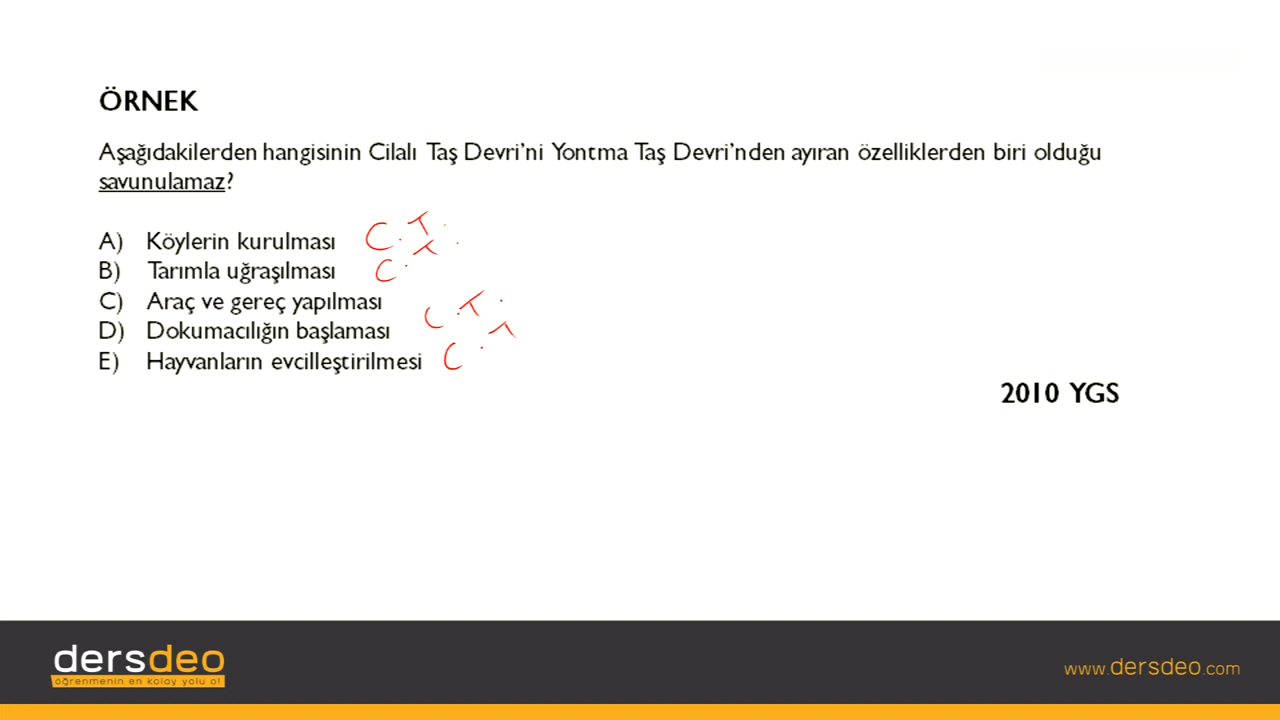 ÖRNEK
Aşağıdakilerden hangisinin Cilalı Taş Devri'ni Yontma Taş Devri'nden ayıran özelliklerden biri olduğu
savunulamaz?
A) Köylerin kurulması C.T.
B) Tarımla uğraşılması C.T.
C) Araç ve gereç yapılması
D) Dokumacılığın başlaması C.T.
E) Hayvanların evcilleştirilmesi C.T
2010 YGS
dersdeo
öğrenmenin en kolay yolu o!
www.dersdeo.com